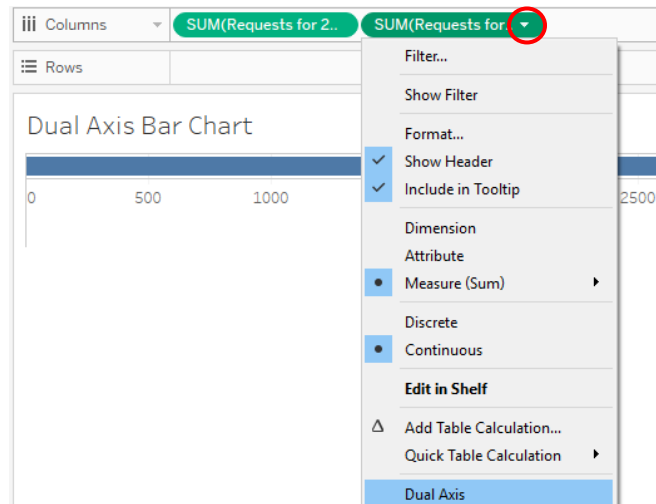 Columns SUM(Requests for 2.. SUM(Requests for..
Rows
Dual Axis Bar Chart
0 500 1000 2500
Filter...
Show Filter
Format...
Show Header
Include in Tooltip
Dimension
Attribute
Measure (Sum)
Discrete
Continuous
Edit in Shelf
Add Table Calculation...
Quick Table Calculation
Dual Axis